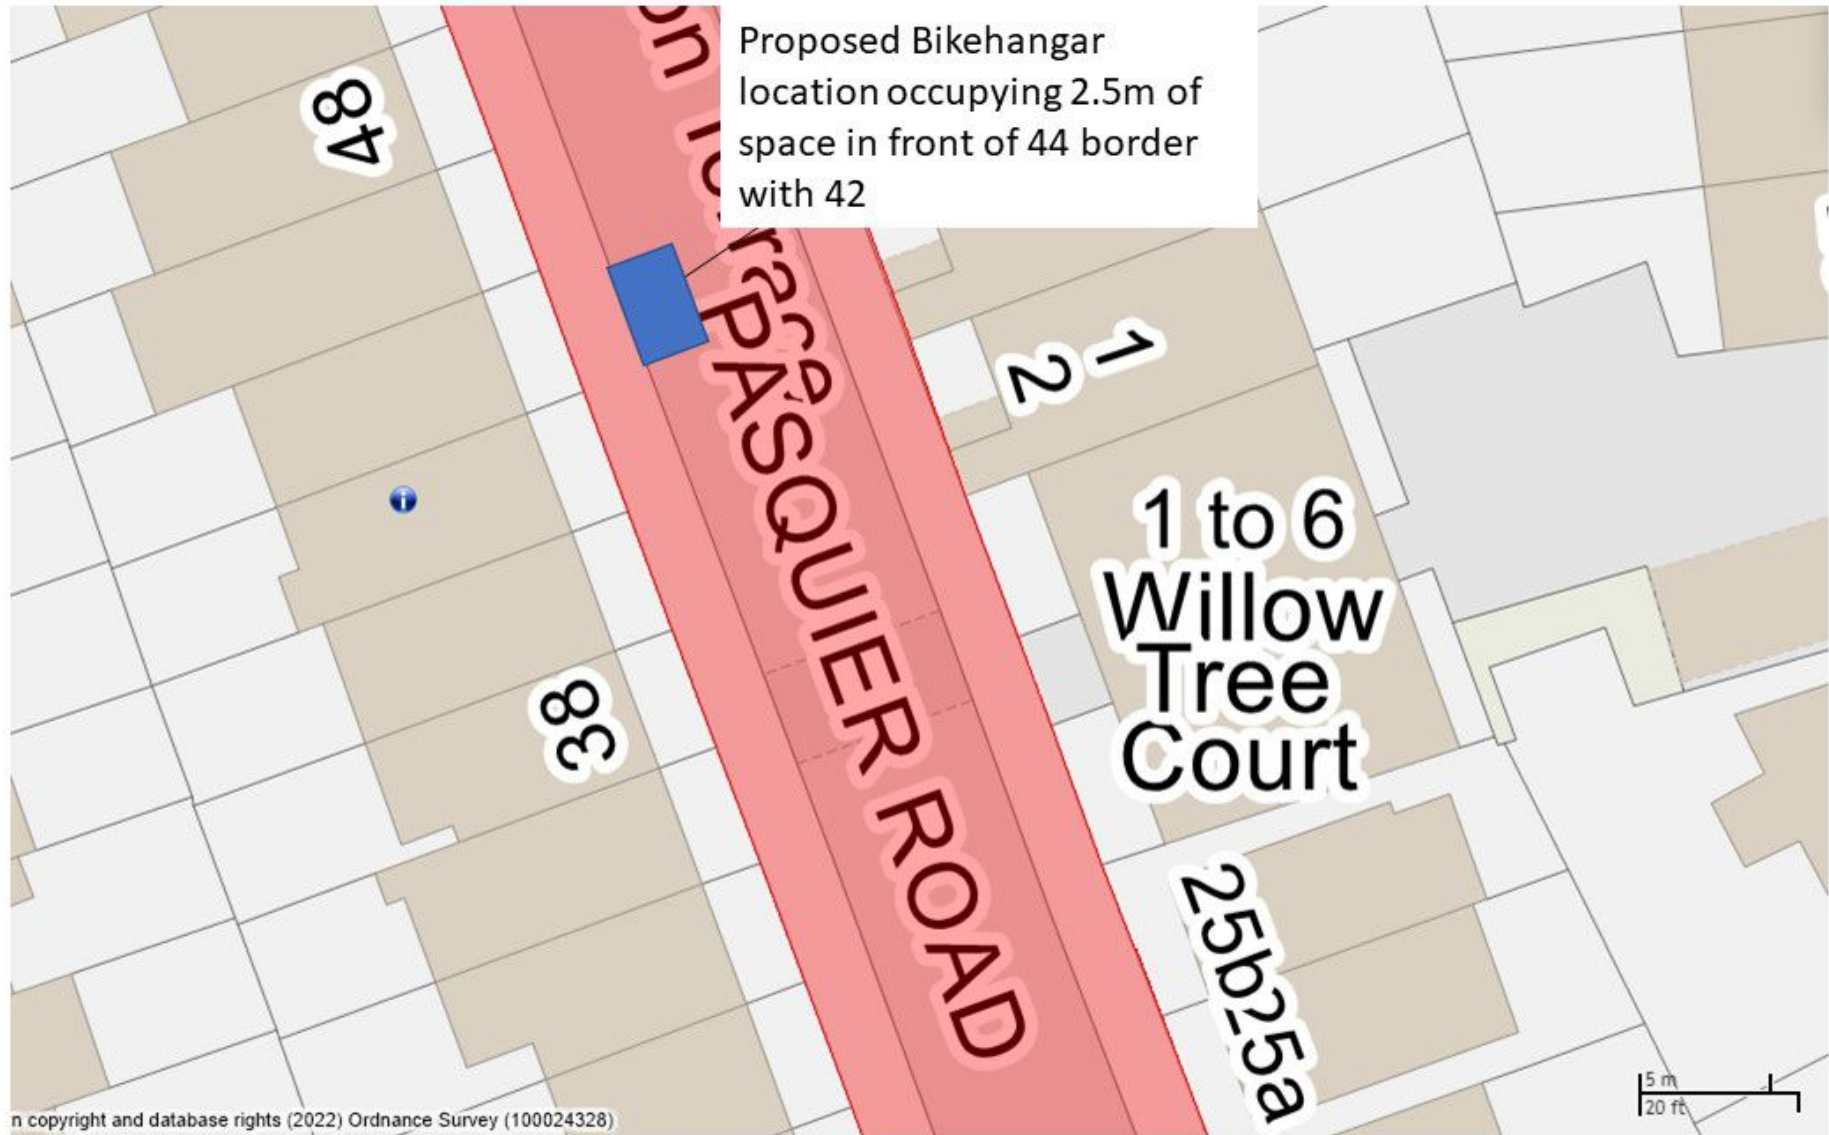 Proposed Bikehangar
location occupying 2.5m of
space in front of 44 border
with 42
48
PASQUIER ROAD
1
2
1 to 6
Willow
Tree
Court
38
25b
25a
5 m
20 ft
n copyright and database rights (2022) Ordnance Survey (100024328)